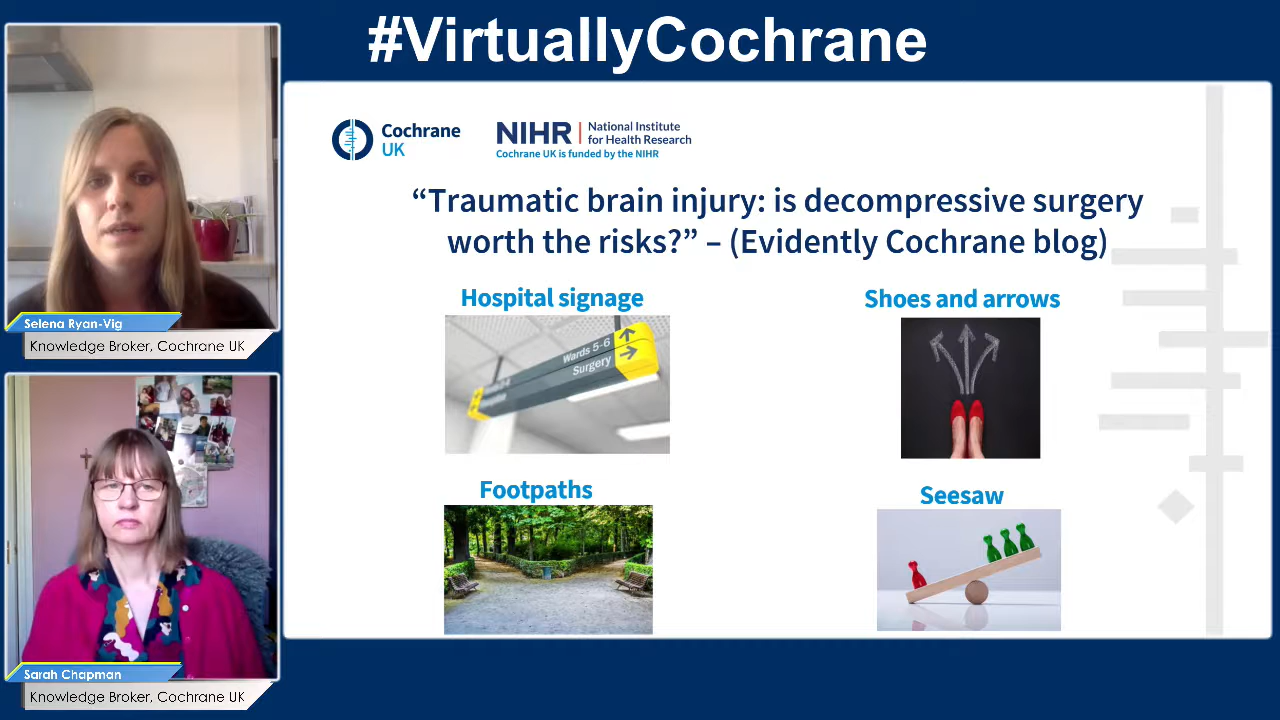 #VirtuallyCochrane
Cochrane
UK
NIHR
National Institute
for Health Research
Cochrane UK is funded by the NIHR
“Traumatic brain injury: is decompressive surgery
worth the risks?” – (Evidently Cochrane blog)
Hospital signage
Wards 5-6
Surgery
Shoes and arrows
Footpaths
Seesaw
Selena Ryan-Vig
Knowledge Broker, Cochrane UK
Sarah Chapman
Knowledge Broker, Cochrane UK